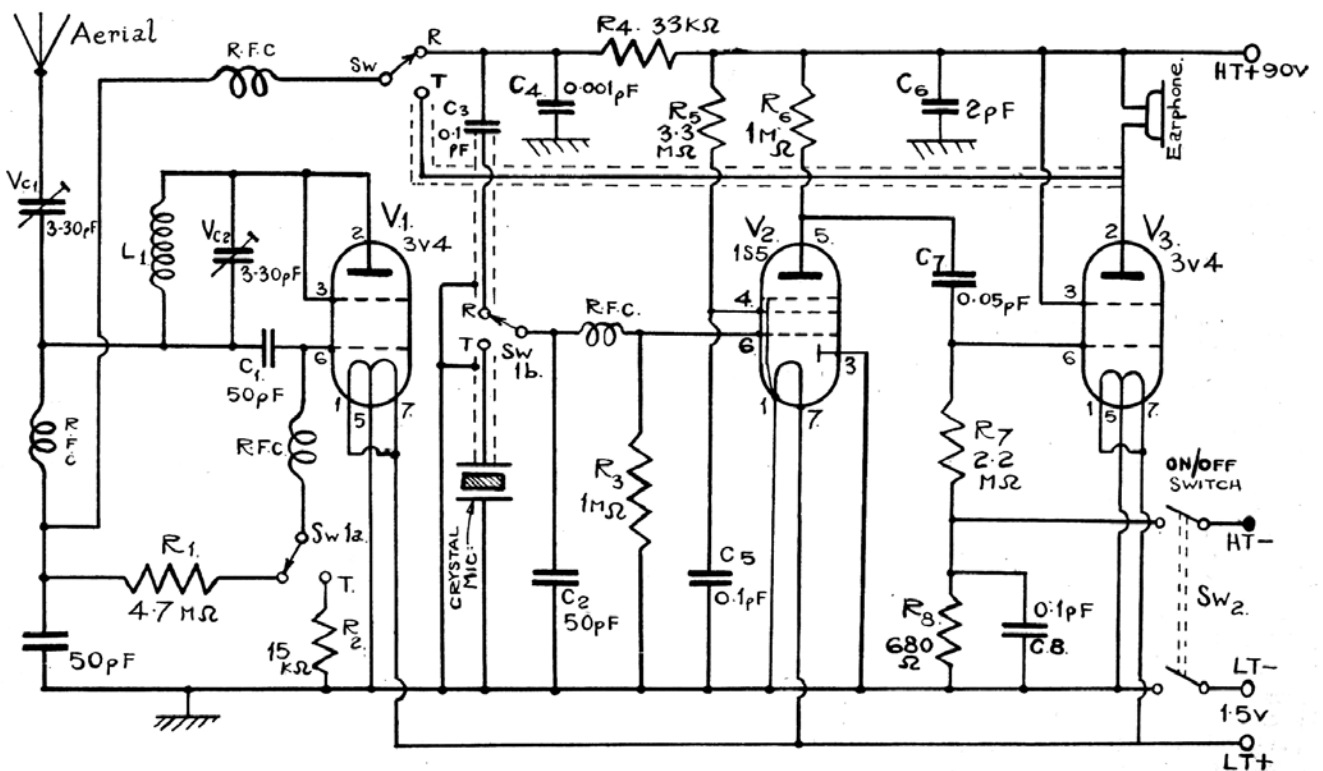 Aerial
R.F.C
Sw
R
T
R4. 33KΩ
HT+90V
C3
0.1
pF
C4
0.001pF
R5
3.3
MΩ
R6
1M
Ω
C6
2pF
Earphone.
VC1
3-30pF
L1
VC2
3-30pF
V1.
3V4
2
3
6
1
5
7.
C1
50pF
R
F
C
R.F.C.
Sw1a.
R1
4.7 MΩ
T.
R2
15
KΩ
50pF
R
T
Sw
1b.
R.F.C.
CRYSTAL
MIC.
C2
50pF
R3
1MΩ
V2.
1S5
5.
4
6
3
1
7.
C5
0.1pF
C7
0.05pF
V3.
3V4
2
3
6
1
5
7.
R7
2.2
MΩ
R8
680
Ω
0.1pF
C.8.
ON/OFF
SWITCH
HT-
SW2.
LT-
1.5V
LT+